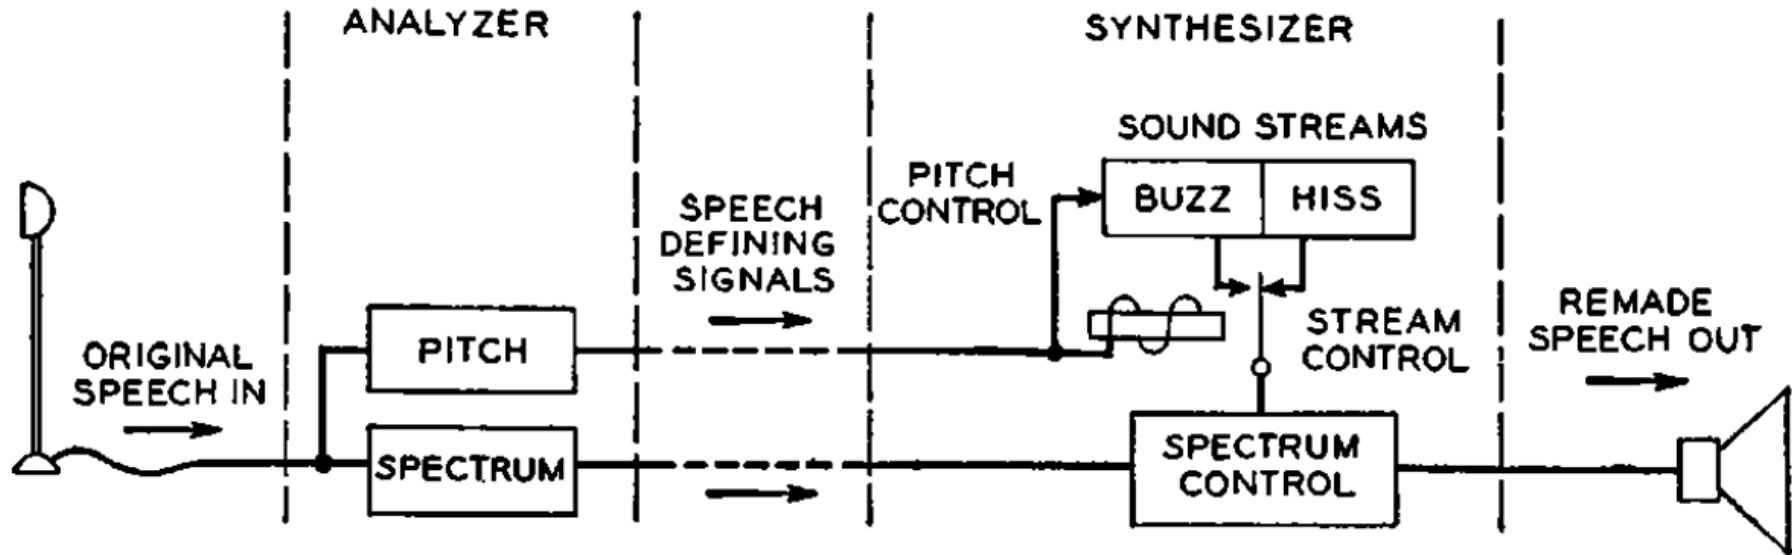 ANALYZER
SYNTHESIZER
SOUND STREAMS
PITCH
CONTROL
BUZZ
HISS
SPEECH
DEFINING
SIGNALS
ORIGINAL
SPEECH IN
PITCH
STREAM
CONTROL
REMADE
SPEECH OUT
SPECTRUM
SPECTRUM
CONTROL